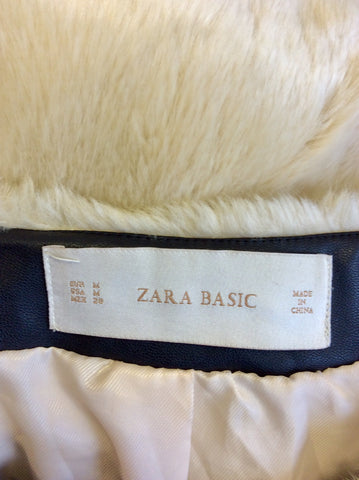 EUR M
USA M
MEX 28
ZARA BASIC
MADE
IN
CHINA